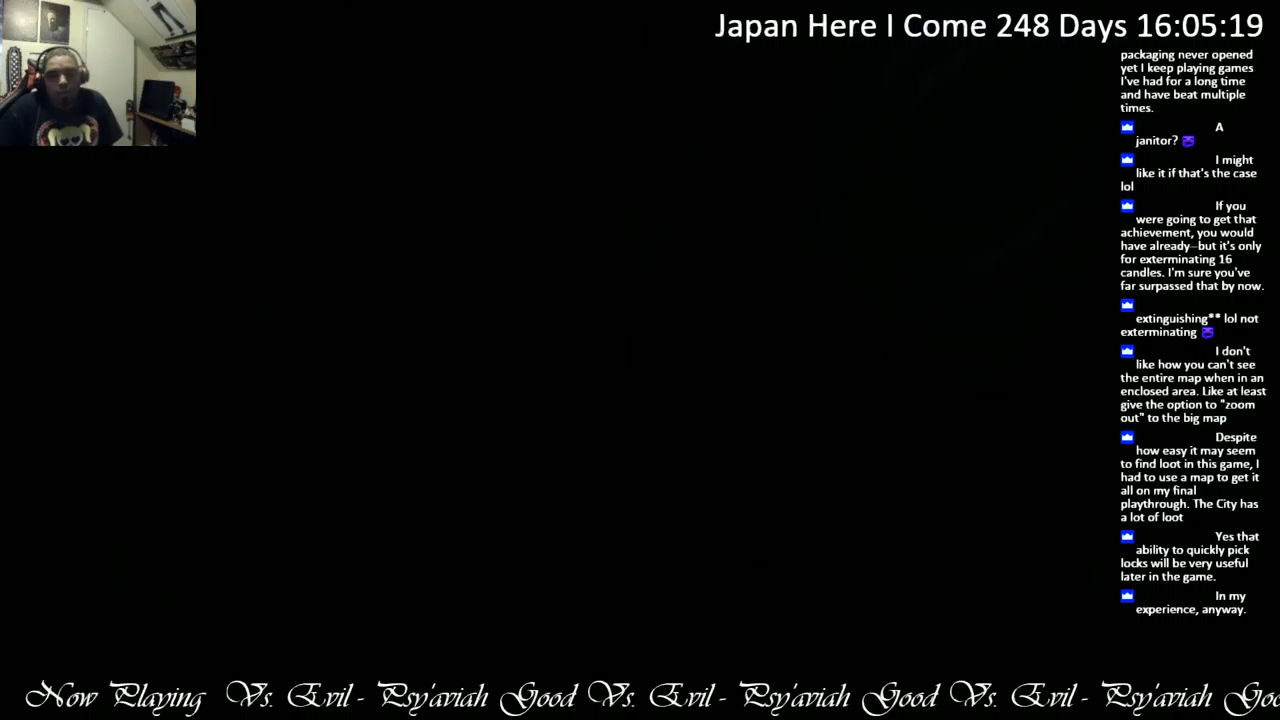 Japan Here I Come 248 Days 16:05:19
packaging never opened
yet I keep playing games
I've had for a long time
and have beat multiple
times.
A
janitor?
I might
like it if that's the case
lol
If you
were going to get that
achievement, you would
have already—but it's only
for exterminating 16
candles. I'm sure you've
far surpassed that by now.
extinguishing** lol not
exterminating
I don't
like how you can't see
the entire map when in an
enclosed area. Like at least
give the option to "zoom
out" to the big map
Despite
how easy it may seem
to find loot in this game, I
had to use a map to get it
all on my final
playthrough. The City has
a lot of loot
Yes that
ability to quickly pick
locks will be very useful
later in the game.
In my
experience, anyway.
Now Playing Vs. Evil - Psy'aviah Good Vs. Evil - Psy'aviah Good Vs. Evil - Psy'aviah Goo